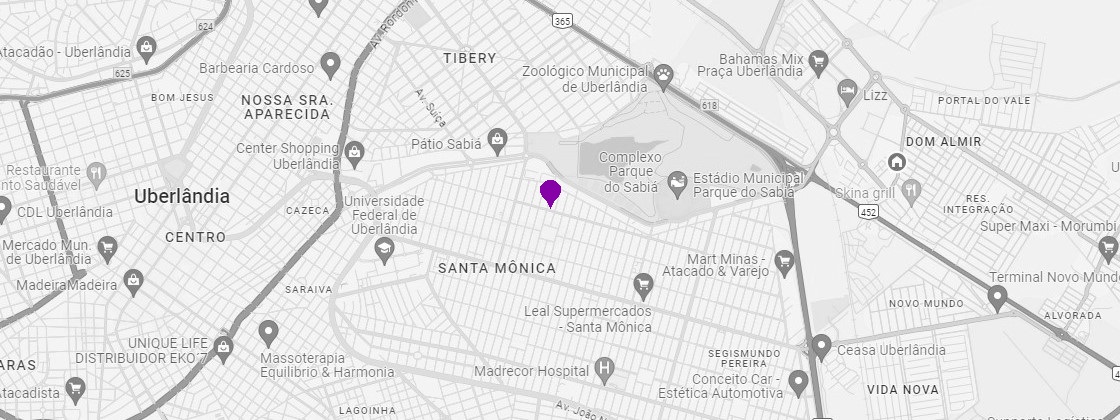 624
365
Av. Rondon
Atacadão - Uberlândia
625
Barbearia Cardoso
TIBERY
Zoológico Municipal
de Uberlândia
Bahamas Mix
Praça Uberlândia
Lizz
PORTAL DO VALE
BOM JESUS
NOSSA SRA.
APARECIDA
Av. Suíça
618
DOM ALMIR
Center Shopping
Uberlândia
Pátio Sabiá
Complexo
Parque
do Sabiá
Estádio Municipal
Parque do Sabiá
Skina grill
Restaurante
nto Saudável
Uberlândia
CDL Uberlândia
CAZECA
Universidade
Federal de
Uberlândia
452
RES.
INTEGRAÇÃO
Super Maxi - Morumbi
CENTRO
Mercado Mun.
de Uberlândia
MadeiraMadeira
SANTA MÔNICA
Mart Minas -
Atacado & Varejo
Terminal Novo Mundo
SARAIVA
Leal Supermercados
- Santa Mônica
NOVO MUNDO
ALVORADA
UNIQUE LIFE
DISTRIBUIDOR EKO'7
Massoterapia
Equilibrio & Harmonia
SEGISMUNDO
PEREIRA
Ceasa Uberlândia
ARAS
Atacadista
Madrecor Hospital
Conceito Car -
Estética Automotiva
VIDA NOVA
LAGOINHA
Av. João